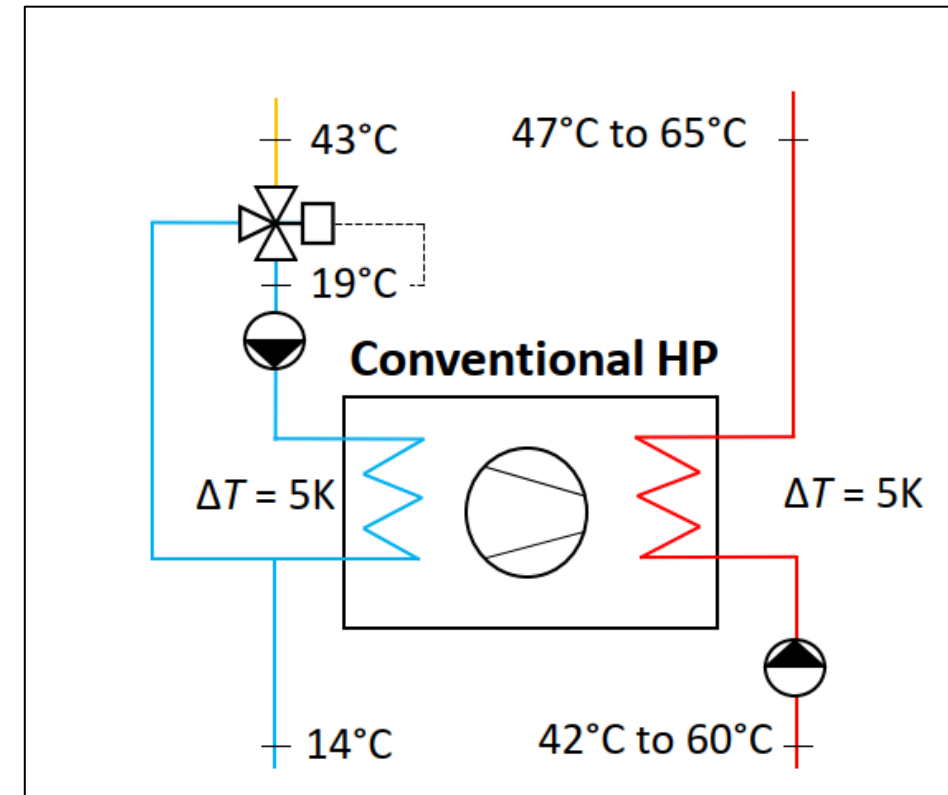 43°C
47°C to 65°C
19°C
Conventional HP
ΔT = 5K
ΔT = 5K
14°C
42°C to 60°C